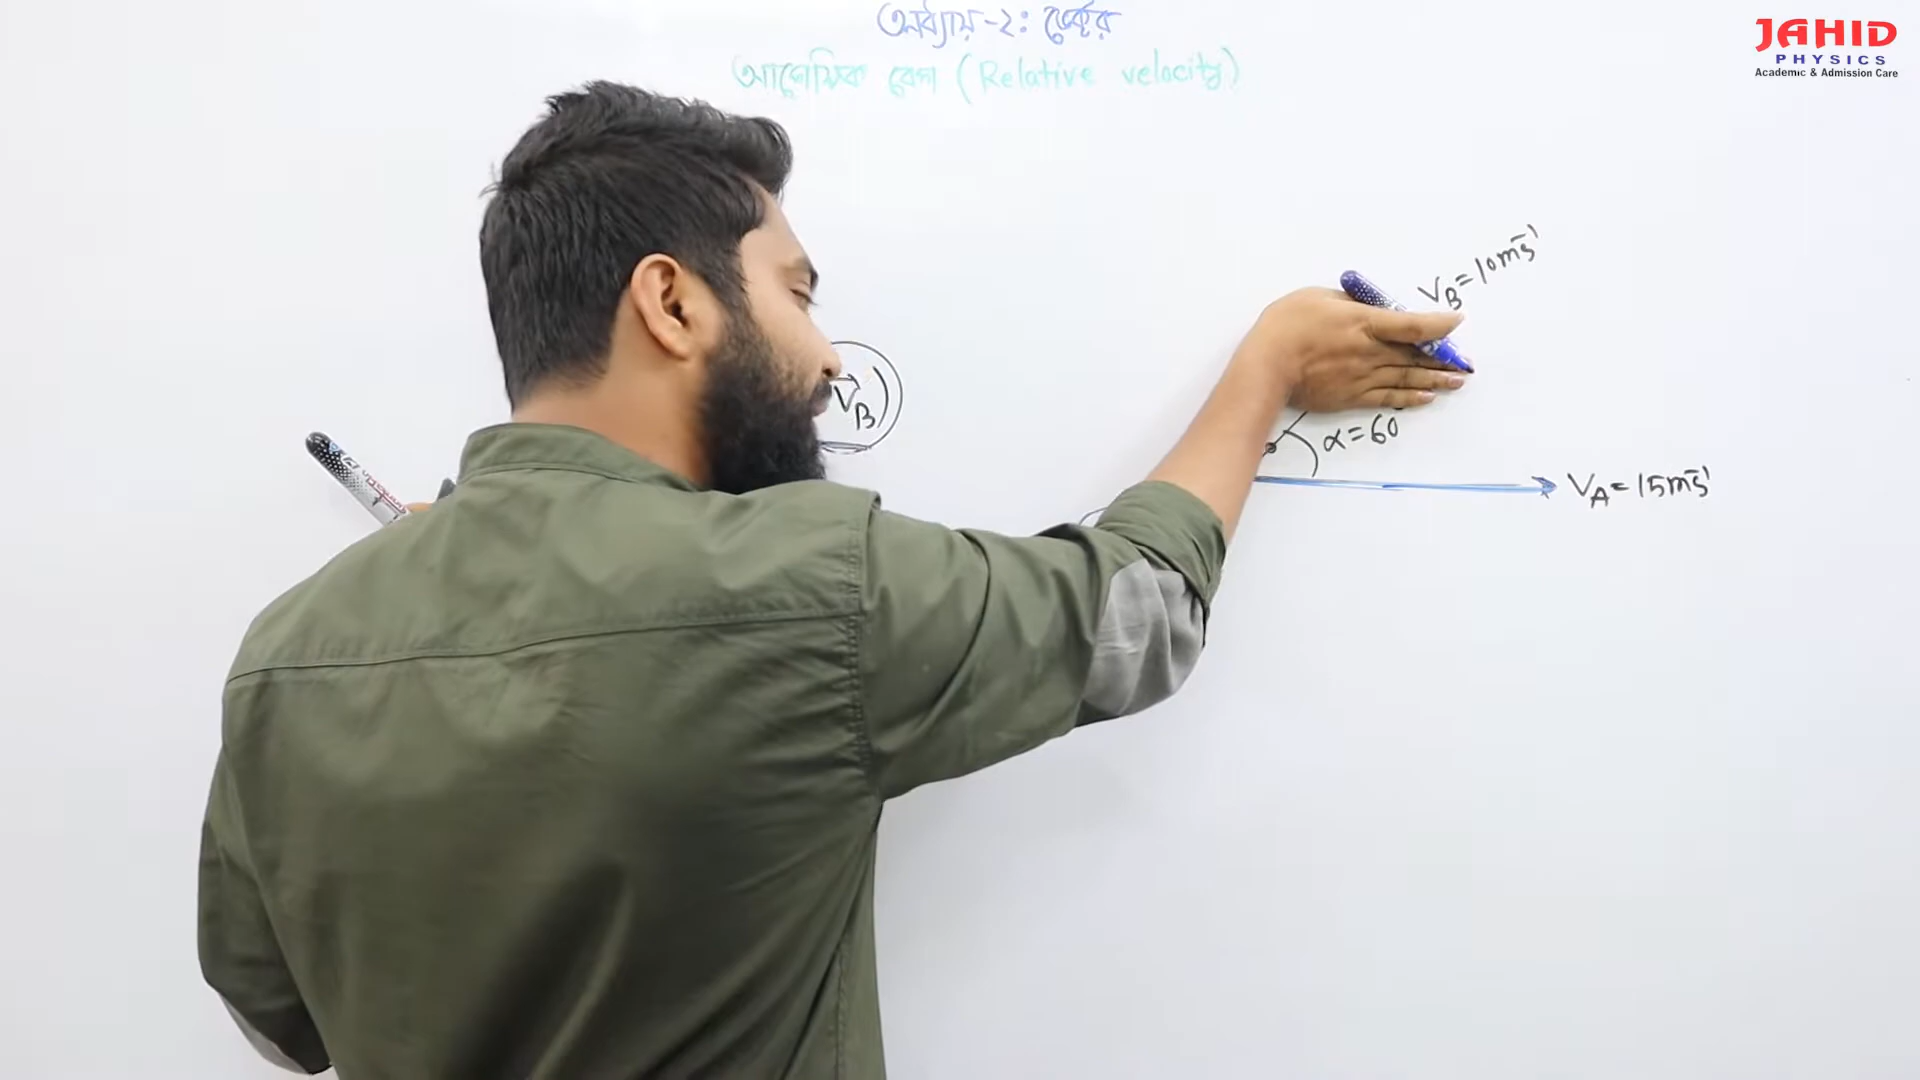 অধ্যায়-২: ভেক্টর
আপেক্ষিক বেগ (Relative velocity)
JAHID
PHYSICS
Academic & Admission Care
V_B = 10ms⁻¹
V_B)
α = 60
V_A = 15ms⁻¹